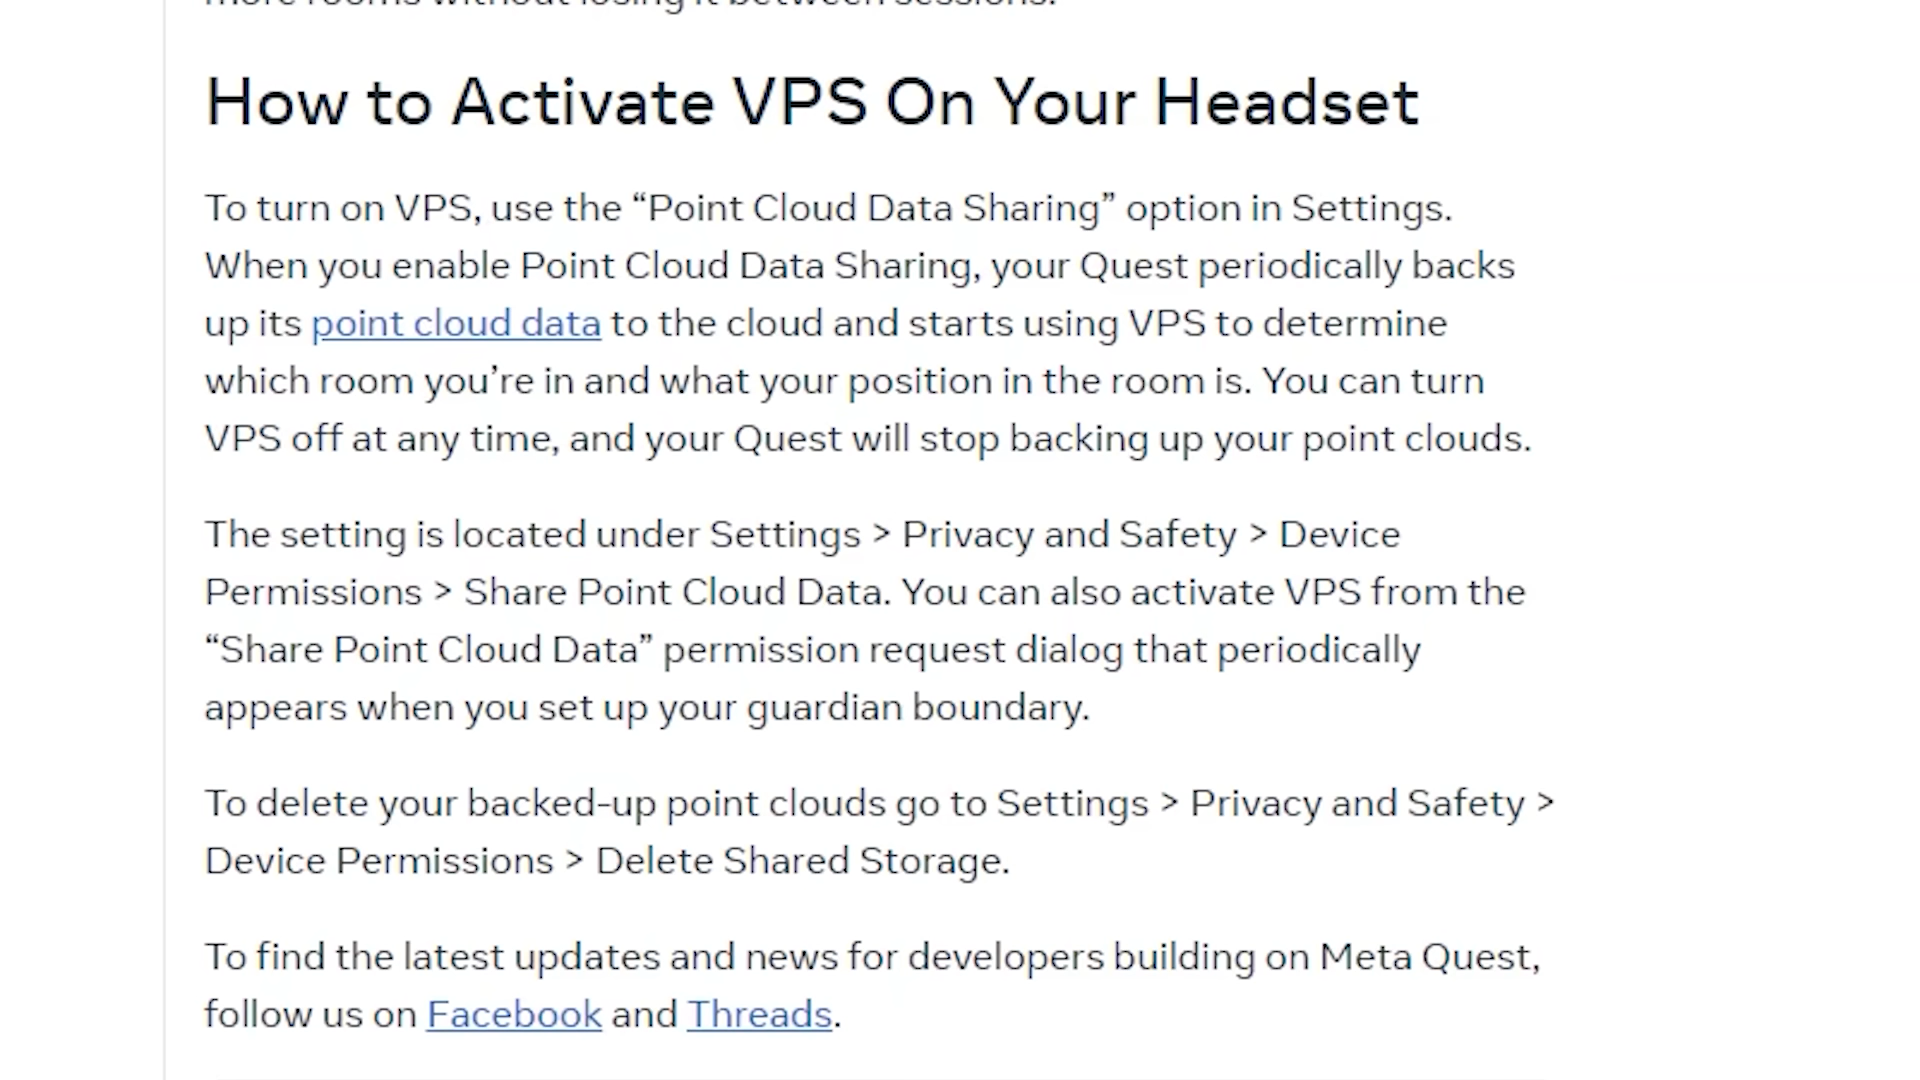 more rooms without losing it between sessions.
How to Activate VPS On Your Headset
To turn on VPS, use the “Point Cloud Data Sharing” option in Settings.
When you enable Point Cloud Data Sharing, your Quest periodically backs
up its point cloud data to the cloud and starts using VPS to determine
which room you’re in and what your position in the room is. You can turn
VPS off at any time, and your Quest will stop backing up your point clouds.
The setting is located under Settings > Privacy and Safety > Device
Permissions > Share Point Cloud Data. You can also activate VPS from the
“Share Point Cloud Data” permission request dialog that periodically
appears when you set up your guardian boundary.
To delete your backed-up point clouds go to Settings > Privacy and Safety >
Device Permissions > Delete Shared Storage.
To find the latest updates and news for developers building on Meta Quest,
follow us on Facebook and Threads.